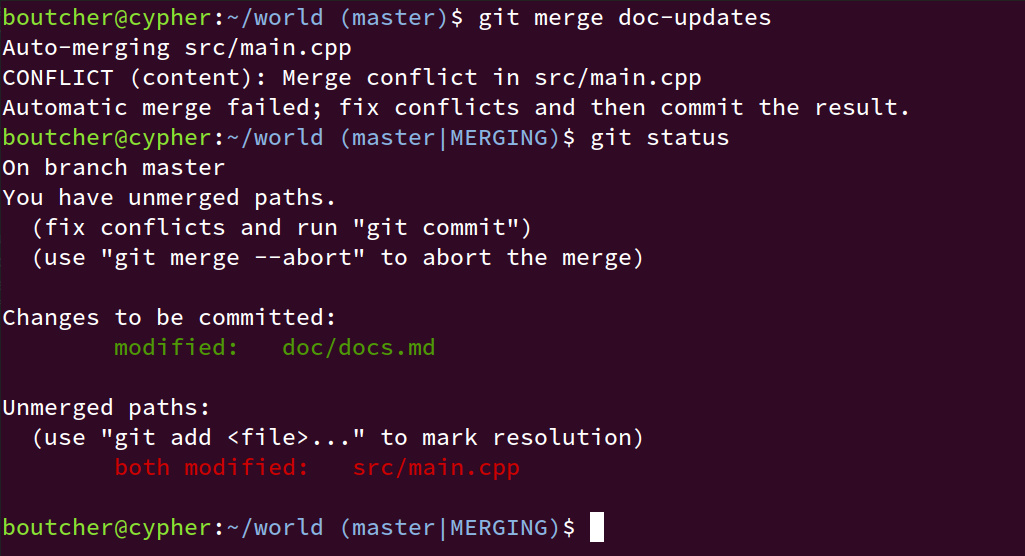 boutcher@cypher:~/world (master)$ git merge doc-updates
Auto-merging src/main.cpp
CONFLICT (content): Merge conflict in src/main.cpp
Automatic merge failed; fix conflicts and then commit the result.
boutcher@cypher:~/world (master|MERGING)$ git status
On branch master
You have unmerged paths.
  (fix conflicts and run "git commit")
  (use "git merge --abort" to abort the merge)

Changes to be committed:
        modified:   doc/docs.md

Unmerged paths:
  (use "git add <file>..." to mark resolution)
        both modified:   src/main.cpp

boutcher@cypher:~/world (master|MERGING)$